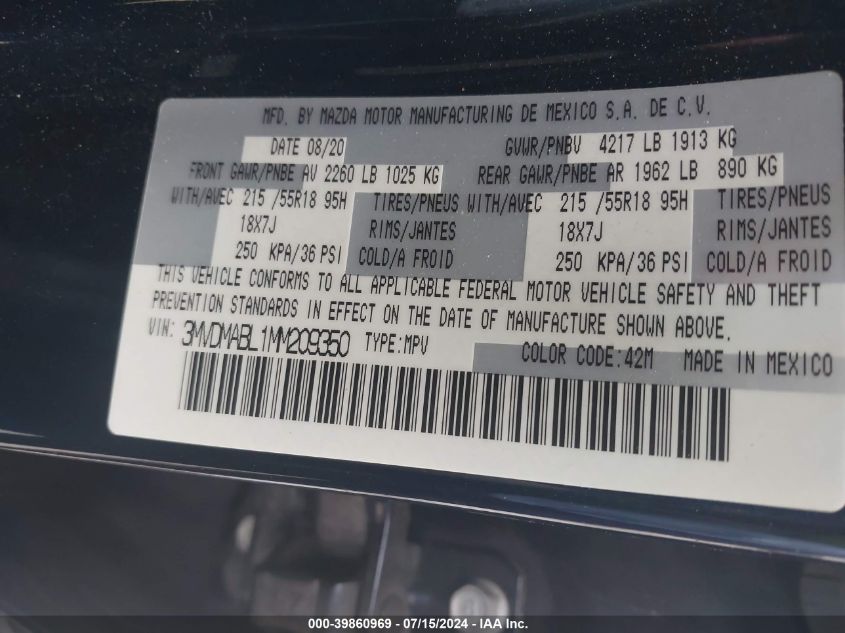 MFD. BY MAZDA MOTOR MANUFACTURING DE MEXICO S.A. DE C.V.
DATE 08/20 GVWR/PNBV 4217 LB 1913 KG
FRONT GAWR/PNBE AV 2260 LB 1025 KG REAR GAWR/PNBE AR 1962 LB 890 KG
WITH/AVEC 215 /55R18 95H TIRES/PNEUS WITH/AVEC 215 /55R18 95H TIRES/PNEUS
18X7J RIMS/JANTES 18X7J RIMS/JANTES
250 KPA/36 PSI COLD/A FROID 250 KPA/36 PSI COLD/A FROID
THIS VEHICLE CONFORMS TO ALL APPLICABLE FEDERAL MOTOR VEHICLE SAFETY AND THEFT
PREVENTION STANDARDS IN EFFECT ON THE DATE OF MANUFACTURE SHOWN ABOVE.
VIN: 3MVDMABL1MM209350 TYPE:MPV COLOR CODE:42M MADE IN MEXICO
000-39860969 - 07/15/2024 - IAA Inc.